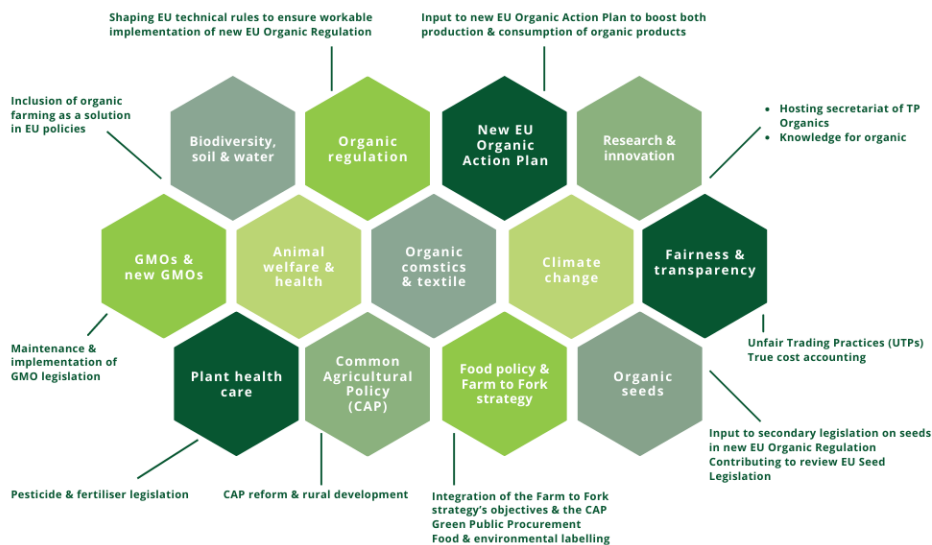 Shaping EU technical rules to ensure workable
implementation of new EU Organic Regulation
Input to new EU Organic Action Plan to boost both
production & consumption of organic products
Inclusion of organic
farming as a solution
in EU policies
• Hosting secretariat of TP
Organics
• Knowledge for organic
Biodiversity,
soil & water
Organic
regulation
New EU
Organic
Action Plan
Research &
innovation
GMOs &
new GMOs
Animal
welfare &
health
Organic
comstics
& textile
Climate
change
Fairness &
transparency
Maintenance &
implementation of
GMO legislation
Unfair Trading Practices (UTPs)
True cost accounting
Plant health
care
Common
Agricultural
Policy
(CAP)
Food policy &
Farm to Fork
strategy
Organic
seeds
Input to secondary legislation on seeds
in new EU Organic Regulation
Contributing to review EU Seed
Legislation
Pesticide & fertiliser legislation
CAP reform & rural development
Integration of the Farm to Fork
strategy's objectives & the CAP
Green Public Procurement
Food & environmental labelling